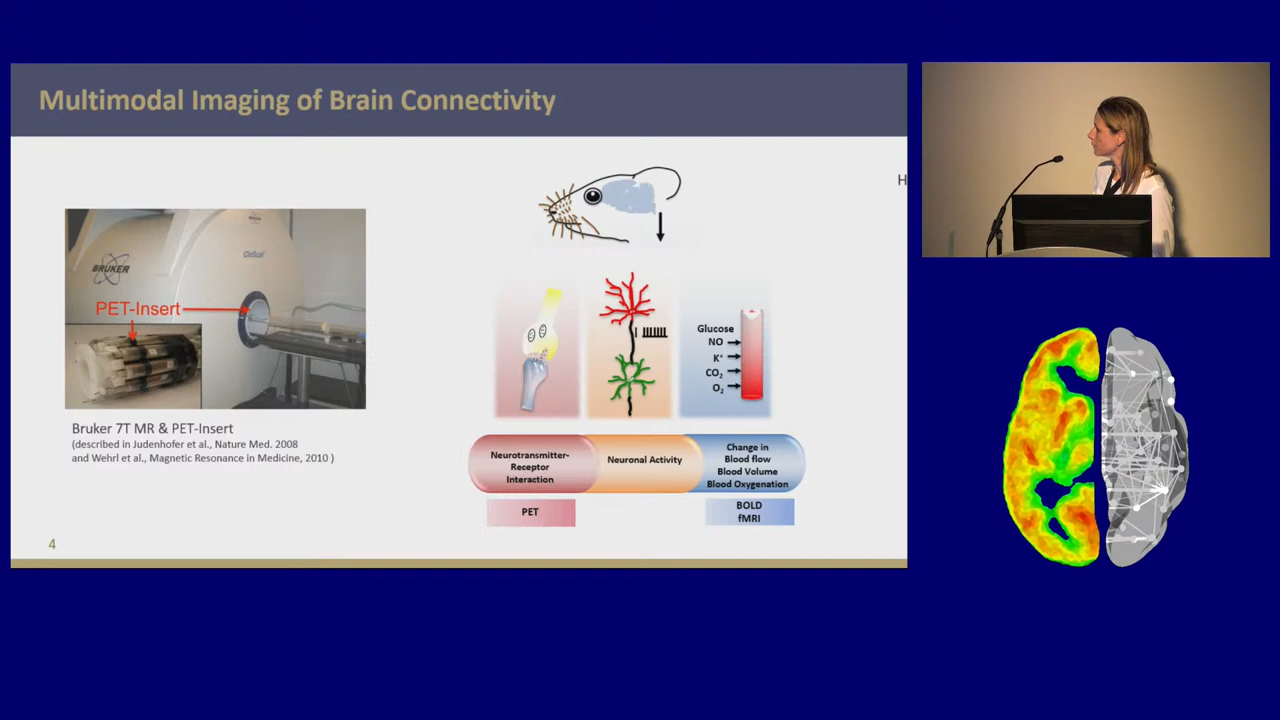 Multimodal Imaging of Brain Connectivity
H
BRUKER
ClinScan
PET-Insert
Bruker 7T MR & PET-Insert
(described in Judenhofer et al., Nature Med. 2008
and Wehrl et al., Magnetic Resonance in Medicine, 2010 )
Glucose
NO
K+
CO2
O2
Neurotransmitter-
Receptor
Interaction
Neuronal Activity
Change in
Blood flow
Blood Volume
Blood Oxygenation
PET
BOLD
fMRI
4